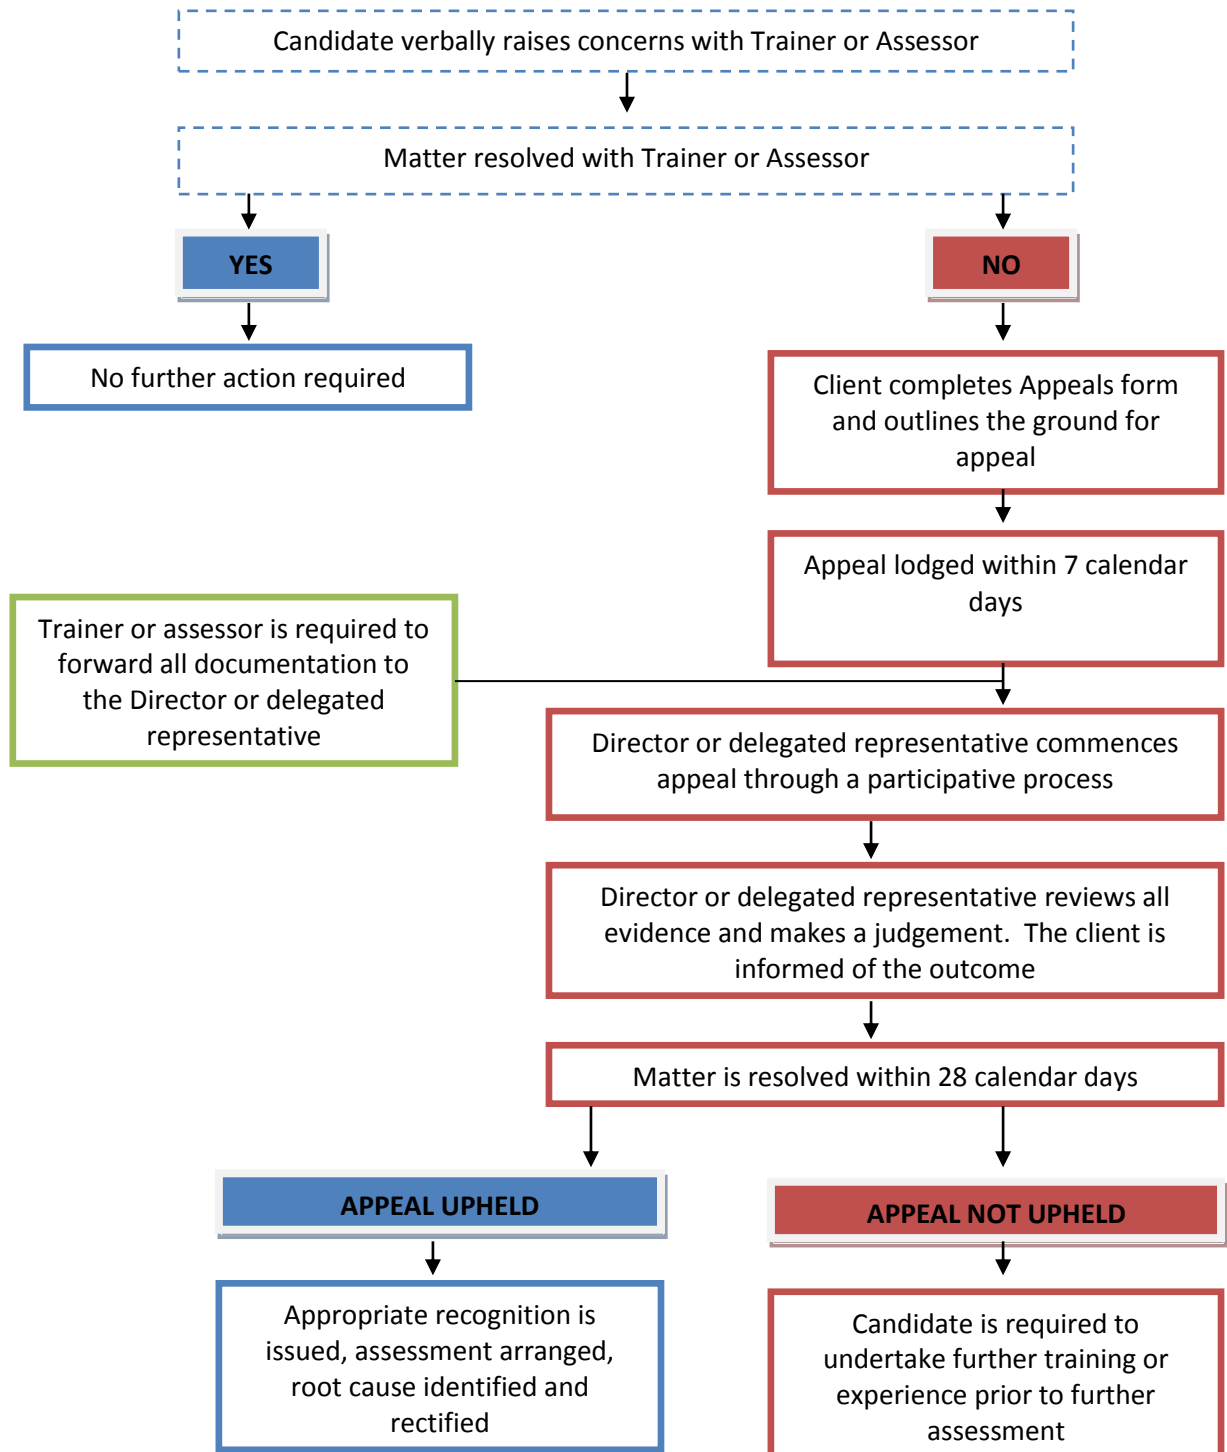 Candidate verbally raises concerns with Trainer or Assessor
Matter resolved with Trainer or Assessor
YES
NO
No further action required
Client completes Appeals form
and outlines the ground for
appeal
Appeal lodged within 7 calendar
days
Trainer or assessor is required to
forward all documentation to
the Director or delegated
representative
Director or delegated representative commences
appeal through a participative process
Director or delegated representative reviews all
evidence and makes a judgement.  The client is
informed of the outcome
Matter is resolved within 28 calendar days
APPEAL UPHELD
APPEAL NOT UPHELD
Appropriate recognition is
issued, assessment arranged,
root cause identified and
rectified
Candidate is required to
undertake further training or
experience prior to further
assessment